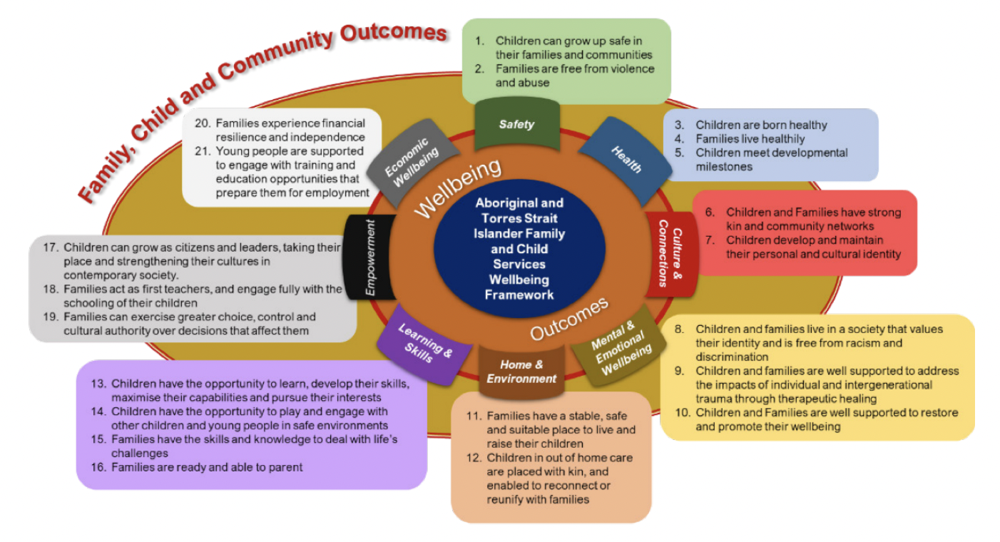 Family, Child and Community Outcomes
1. Children can grow up safe in
their families and communities
2. Families are free from violence
and abuse
Safety
3. Children are born healthy
4. Families live healthily
5. Children meet developmental
milestones
Health
6. Children and Families have strong
kin and community networks
7. Children develop and maintain
their personal and cultural identity
Culture &
Connections
8. Children and families live in a society that values
their identity and is free from racism and
discrimination
9. Children and families are well supported to address
the impacts of individual and intergenerational
trauma through therapeutic healing
10. Children and Families are well supported to restore
and promote their wellbeing
Mental &
Emotional
Wellbeing
11. Families have a stable, safe
and suitable place to live and
raise their children
12. Children in out of home care
are placed with kin, and
enabled to reconnect or
reunify with families
Home &
Environment
13. Children have the opportunity to learn, develop their skills,
maximise their capabilities and pursue their interests
14. Children have the opportunity to play and engage with
other children and young people in safe environments
15. Families have the skills and knowledge to deal with life's
challenges
16. Families are ready and able to parent
Learning &
Skills
17. Children can grow as citizens and leaders, taking their
place and strengthening their cultures in
contemporary society.
18. Families act as first teachers, and engage fully with the
schooling of their children
19. Families can exercise greater choice, control and
cultural authority over decisions that affect them
Empowerment
20. Families experience financial
resilience and independence
21. Young people are supported
to engage with training and
education opportunities that
prepare them for employment
Economic
Wellbeing
Wellbeing
Outcomes
Aboriginal and
Torres Strait
Islander Family
and Child
Services
Wellbeing
Framework